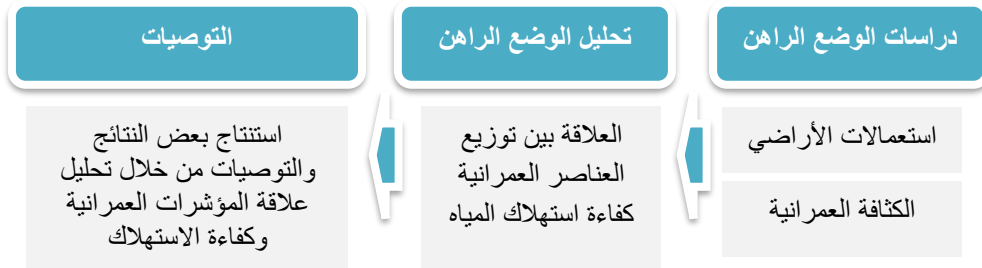 دراسات الوضع الراهن
استعمالات الأراضي
الكثافة العمرانية
تحليل الوضع الراهن
العلاقة بين توزيع
العناصر العمرانية
كفاءة استهلاك المياه
التوصيات
استنتاج بعض النتائج
والتوصيات من خلال تحليل
علاقة المؤشرات العمرانية
وكفاءة الاستهلاك